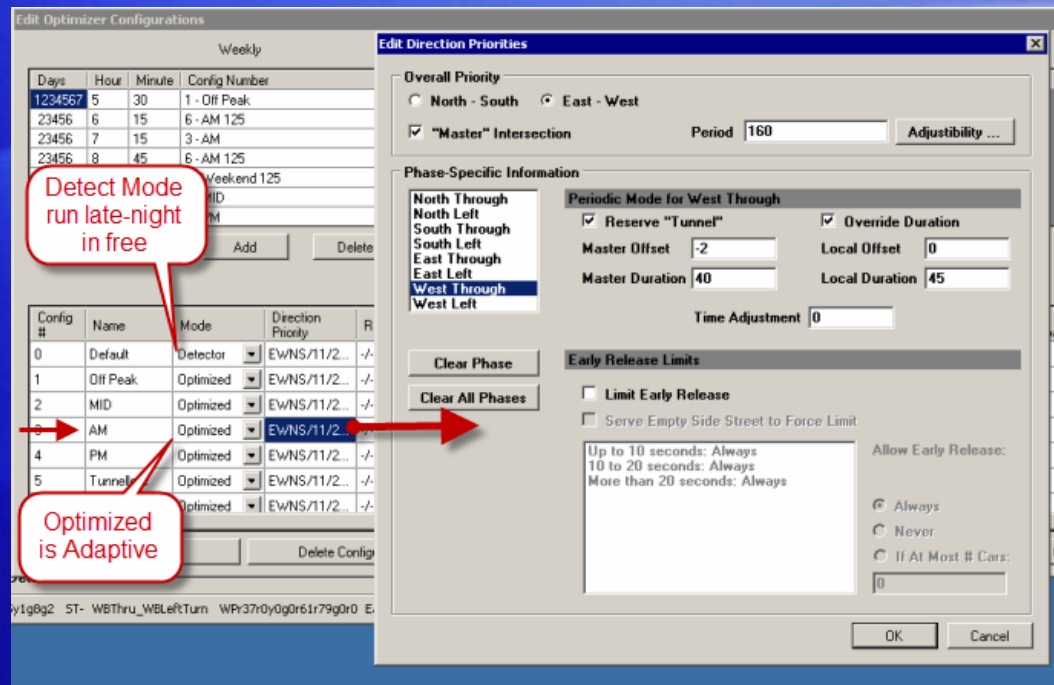 Edit Optimizer Configurations
Weekly
Days Hour Minute Config Number
1234567 5 30 1 - Off Peak
23456 6 15 6 - AM 125
23456 7 15 3 - AM
23456 8 45 6 - AM 125
Weekend 125
MID
Add Delete
Detect Mode
run late-night
in free
Config # Name Mode Direction Priority R
0 Default Detector EWNS/11/2... -/-
1 Off Peak Optimized EWNS/11/2... -/-
2 MID Optimized EWNS/11/2... -/-
3 AM Optimized EWNS/11/2... -/-
4 PM Optimized EWNS/11/2... -/-
5 Optimized EWNS/11/2... -/-
Optimized EWNS/11/2... -/-
Optimized
is Adaptive
Delete Config
y1g8g2 ST- WBThru_WBLeftTurn WPr37r0y0g0r61r79g0r0 E
Edit Direction Priorities
Overall Priority
North - South East - West
"Master" Intersection Period 160 Adjustibility ...
Phase-Specific Information
North Through
North Left
South Through
South Left
East Through
East Left
West Through
West Left
Clear Phase
Clear All Phases
Periodic Mode for West Through
Reserve "Tunnel" Override Duration
Master Offset -2 Local Offset 0
Master Duration 40 Local Duration 45
Time Adjustment 0
Early Release Limits
Limit Early Release
Serve Empty Side Street to Force Limit
Up to 10 seconds: Always
10 to 20 seconds: Always
More than 20 seconds: Always
Allow Early Release:
Always
Never
If At Most # Cars:
0
OK Cancel